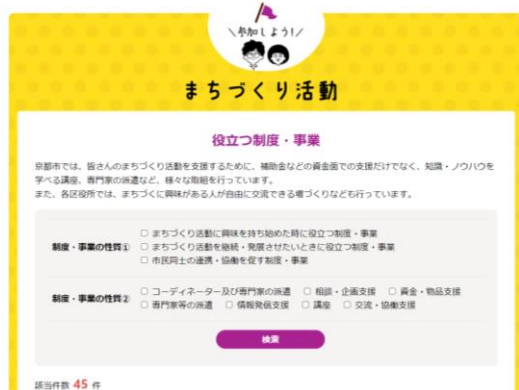 ＼参加しよう!／
まちづくり活動
役立つ制度・事業
京都市では、皆さんのまちづくり活動を支援するために、補助金などの資金面での支援だけでなく、知識・ノウハウを
学べる講座、専門家の派遣など、様々な取組を行っています。
また、各区役所では、まちづくに興味がある人が自由に交流できる場づくりなども行っています。
制度・事業の性質①
□ まちづくり活動に興味を持ち始めた時に役立つ制度・事業
□ まちづくり活動を継続・発展させたいときに役立つ制度・事業
□ 市民同士の連携・協働を促す制度・事業
制度・事業の性質②
□ コーディネーター及び専門家の派遣 □ 相談・企画支援 □ 資金・物品支援
□ 専門家等の派遣 □ 情報発信支援 □ 講座 □ 交流・協働支援
検索
該当件数 45 件